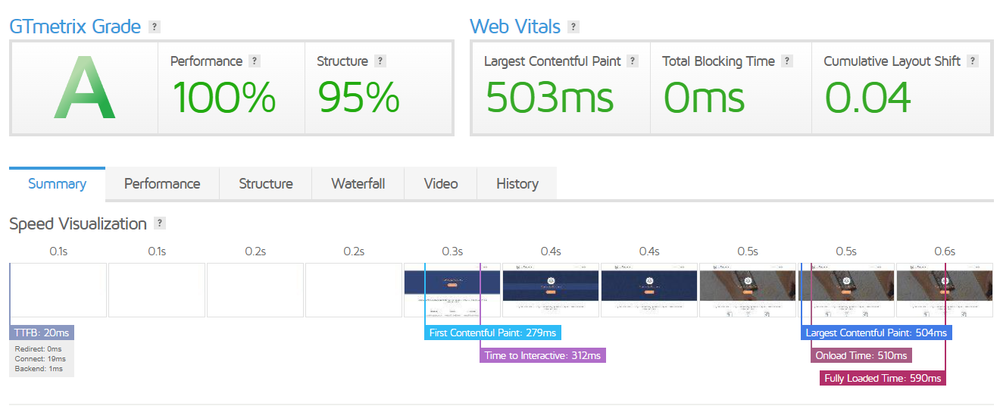 GTmetrix Grade ?
Web Vitals ?
A
Performance ?
100%
Structure ?
95%
Largest Contentful Paint ?
503ms
Total Blocking Time ?
0ms
Cumulative Layout Shift ?
0.04
Summary Performance Structure Waterfall Video History
Speed Visualization ?
0.1s 0.1s 0.2s 0.2s 0.3s 0.4s 0.4s 0.5s 0.5s 0.6s
TTFB: 20ms
Redirect: 0ms
Connect: 19ms
Backend: 1ms
First Contentful Paint: 279ms
Time to Interactive: 312ms
Largest Contentful Paint: 504ms
Onload Time: 510ms
Fully Loaded Time: 590ms